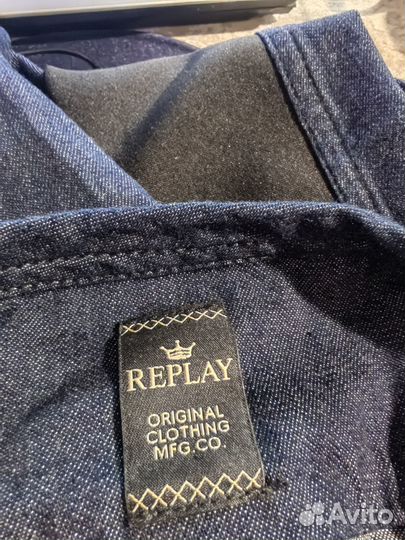 REPLAY
ORIGINAL
CLOTHING
MFG.CO.
Avito